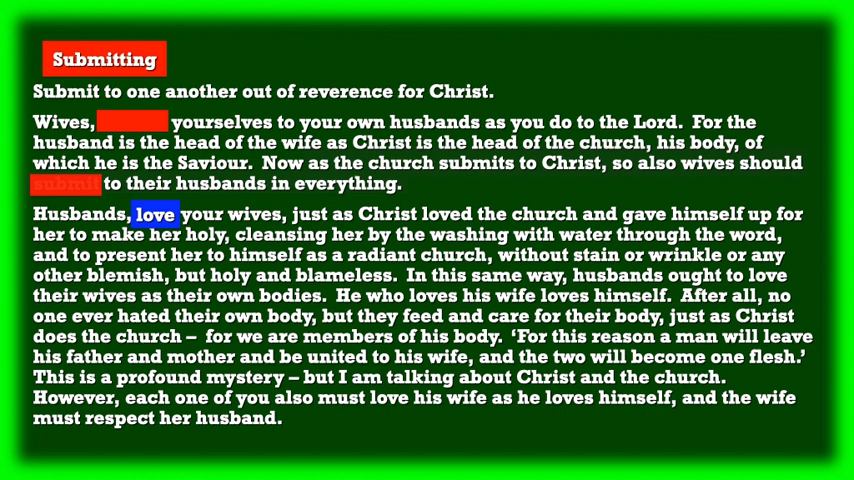 Submitting
Submit to one another out of reverence for Christ.
Wives, yourselves to your own husbands as you do to the Lord. For the
husband is the head of the wife as Christ is the head of the church, his body, of
which he is the Saviour. Now as the church submits to Christ, so also wives should
submit to their husbands in everything.
Husbands, love your wives, just as Christ loved the church and gave himself up for
her to make her holy, cleansing her by the washing with water through the word,
and to present her to himself as a radiant church, without stain or wrinkle or any
other blemish, but holy and blameless. In this same way, husbands ought to love
their wives as their own bodies. He who loves his wife loves himself. After all, no
one ever hated their own body, but they feed and care for their body, just as Christ
does the church – for we are members of his body. ‘For this reason a man will leave
his father and mother and be united to his wife, and the two will become one flesh.’
This is a profound mystery – but I am talking about Christ and the church.
However, each one of you also must love his wife as he loves himself, and the wife
must respect her husband.